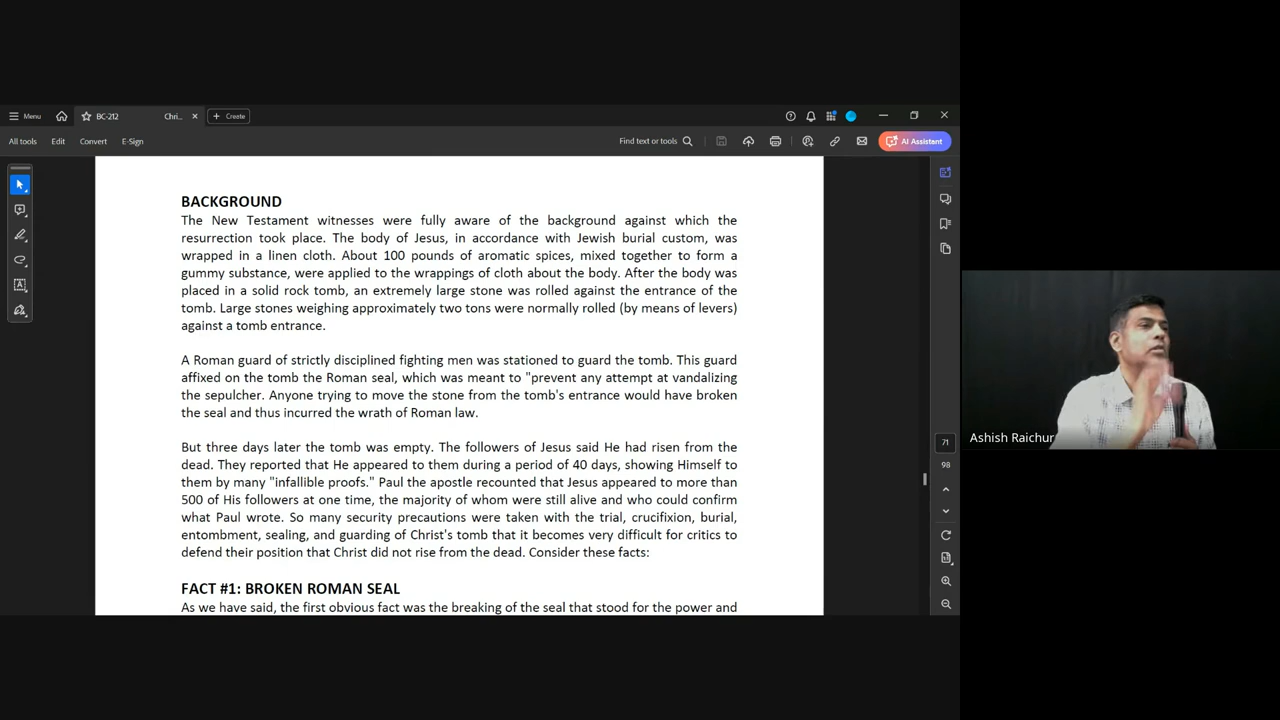 Menu
BC-212
Chri...
Create
All tools
Edit
Convert
E-Sign
Find text or tools
AI Assistant
BACKGROUND
The New Testament witnesses were fully aware of the background against which the
resurrection took place. The body of Jesus, in accordance with Jewish burial custom, was
wrapped in a linen cloth. About 100 pounds of aromatic spices, mixed together to form a
gummy substance, were applied to the wrappings of cloth about the body. After the body was
placed in a solid rock tomb, an extremely large stone was rolled against the entrance of the
tomb. Large stones weighing approximately two tons were normally rolled (by means of levers)
against a tomb entrance.
A Roman guard of strictly disciplined fighting men was stationed to guard the tomb. This guard
affixed on the tomb the Roman seal, which was meant to "prevent any attempt at vandalizing
the sepulcher. Anyone trying to move the stone from the tomb's entrance would have broken
the seal and thus incurred the wrath of Roman law.
But three days later the tomb was empty. The followers of Jesus said He had risen from the
dead. They reported that He appeared to them during a period of 40 days, showing Himself to
them by many "infallible proofs." Paul the apostle recounted that Jesus appeared to more than
500 of His followers at one time, the majority of whom were still alive and who could confirm
what Paul wrote. So many security precautions were taken with the trial, crucifixion, burial,
entombment, sealing, and guarding of Christ's tomb that it becomes very difficult for critics to
defend their position that Christ did not rise from the dead. Consider these facts:
FACT #1: BROKEN ROMAN SEAL
As we have said, the first obvious fact was the breaking of the seal that stood for the power and
71
98
Ashish Raichur